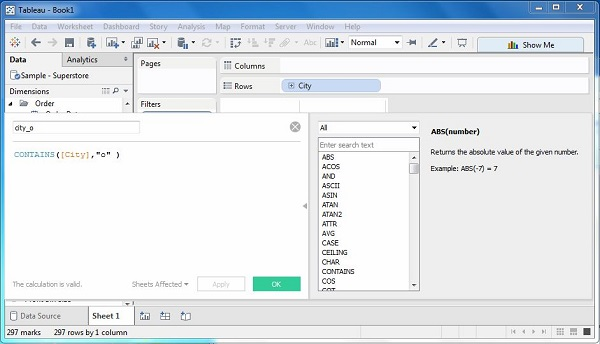 Tableau - Book1
File Data Worksheet Dashboard Story Analysis Map Format Server Window Help
Abc Normal Show Me
Data Analytics Pages Columns
Sample - Superstore Rows City
Dimensions
Order Filters
city_o
CONTAINS([City],"o" )
All
Enter search text
ABS
ACOS
AND
ASCII
ASIN
ATAN
ATAN2
ATTR
AVG
CASE
CEILING
CHAR
CONTAINS
COS
COT
ABS(number)
Returns the absolute value of the given number.
Example: ABS(-7) = 7
The calculation is valid. Sheets Affected Apply OK
Data Source Sheet 1
297 marks 297 rows by 1 column